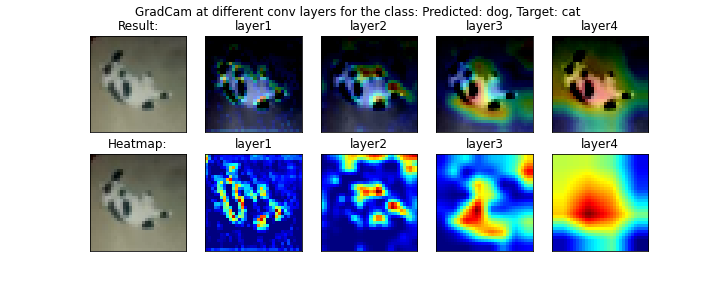 GradCam at different conv layers for the class: Predicted: dog, Target: cat
Result: layer1 layer2 layer3 layer4
Heatmap: layer1 layer2 layer3 layer4